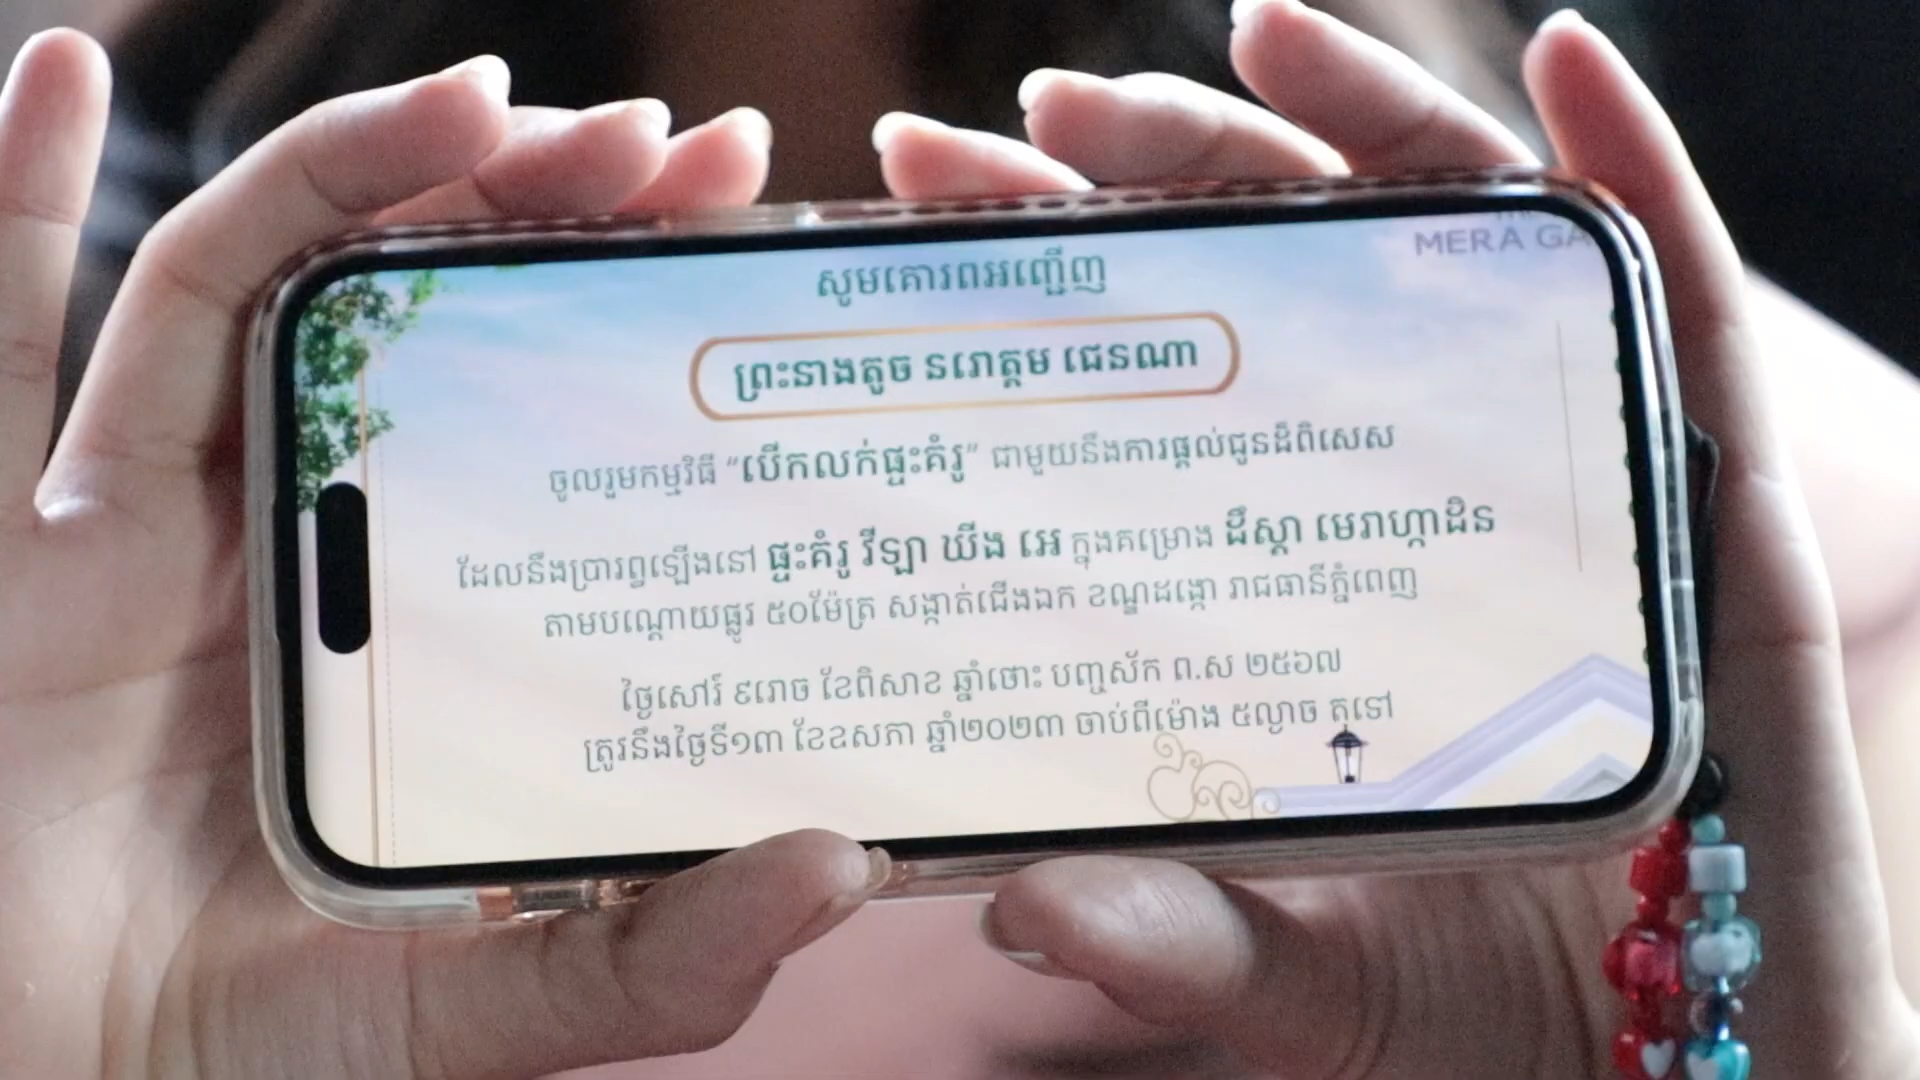 MERA GA
សូមគោរពអញ្ជើញ
ព្រះនាងតូច នរោត្តម ជេនណា
ចូលរួមកម្មវិធី “បើកលក់ផ្ទះគំរូ” ជាមួយនឹងការផ្តល់ជូនដ៏ពិសេស
ដែលនឹងប្រារព្ធឡើងនៅ ផ្ទះគំរូ វីឡា ឃីង អេ ក្នុងគម្រោង ដឹស្តា មេរាហ្គាដិន
តាមបណ្តោយផ្លូវ ៥០ម៉ែត្រ សង្កាត់ជើងឯក ខណ្ឌដង្កោ រាជធានីភ្នំពេញ
ថ្ងៃសៅរ៍ ៩រោច ខែពិសាខ ឆ្នាំថោះ បញ្ចស័ក ព.ស ២៥៦៧
ត្រូវនឹងថ្ងៃទី១៣ ខែឧសភា ឆ្នាំ២០២៣ ចាប់ពីម៉ោង ៥ល្ងាច តទៅ